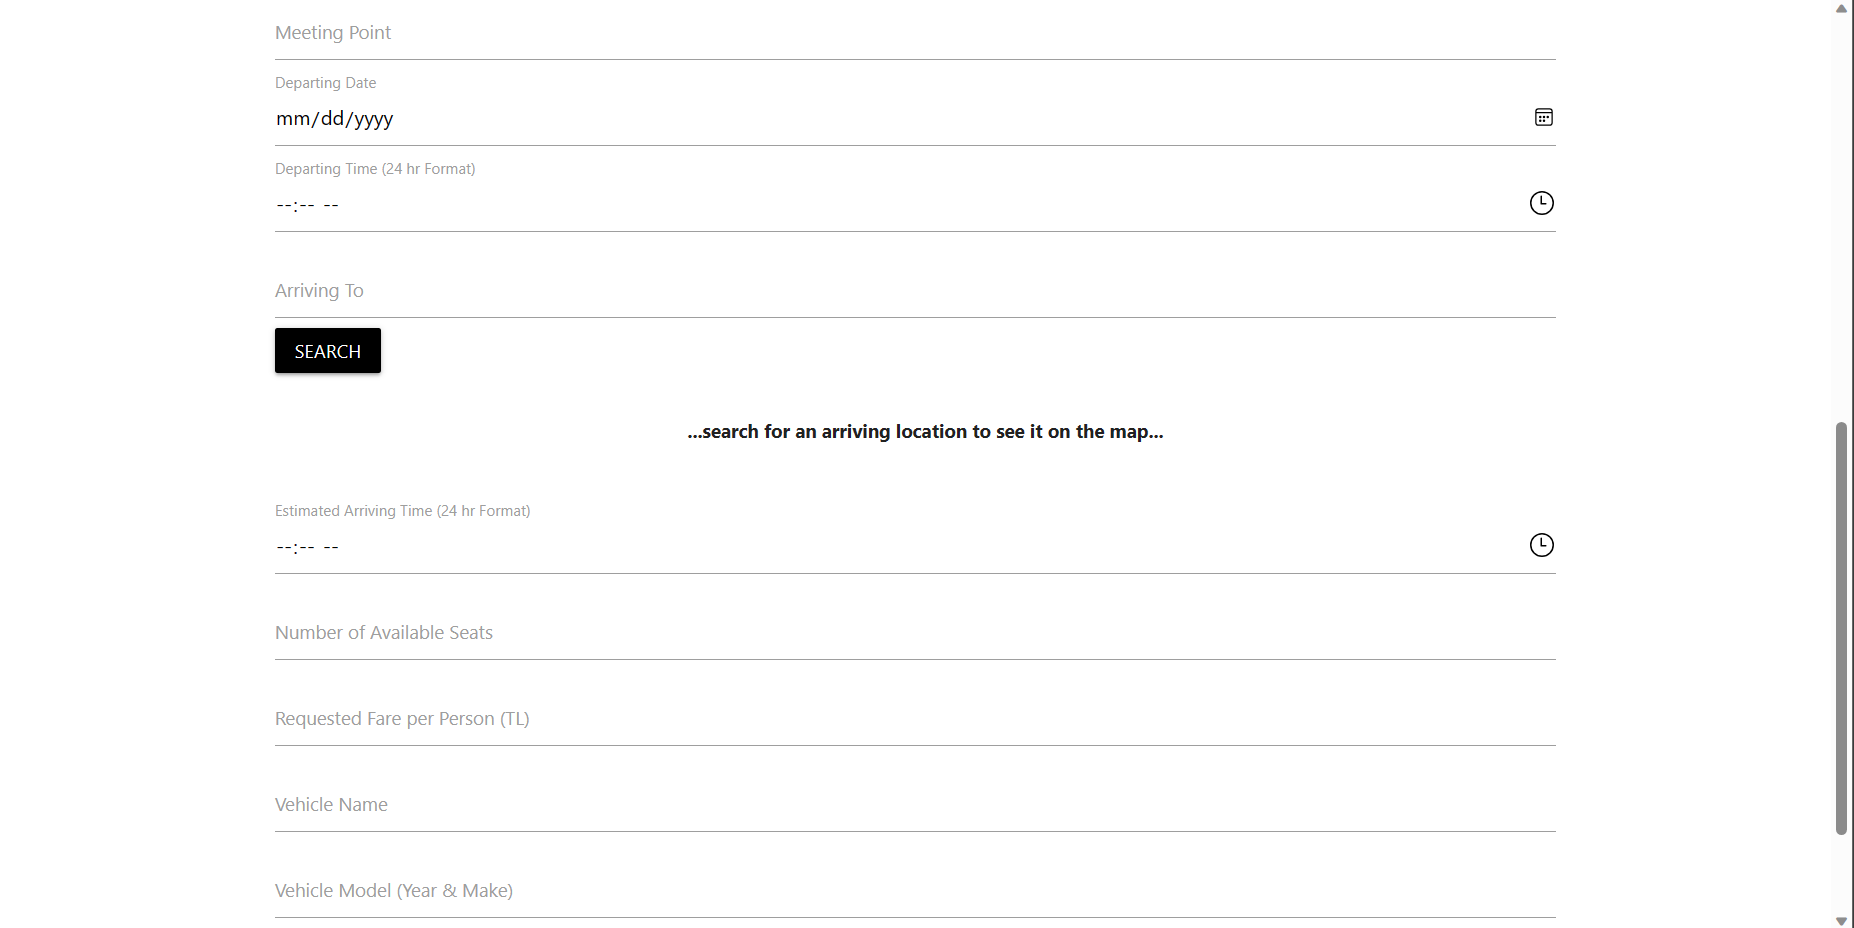 Meeting Point
Departing Date
mm/dd/yyyy
Departing Time (24 hr Format)
--:-- --
Arriving To
SEARCH
...search for an arriving location to see it on the map...
Estimated Arriving Time (24 hr Format)
--:-- --
Number of Available Seats
Requested Fare per Person (TL)
Vehicle Name
Vehicle Model (Year & Make)